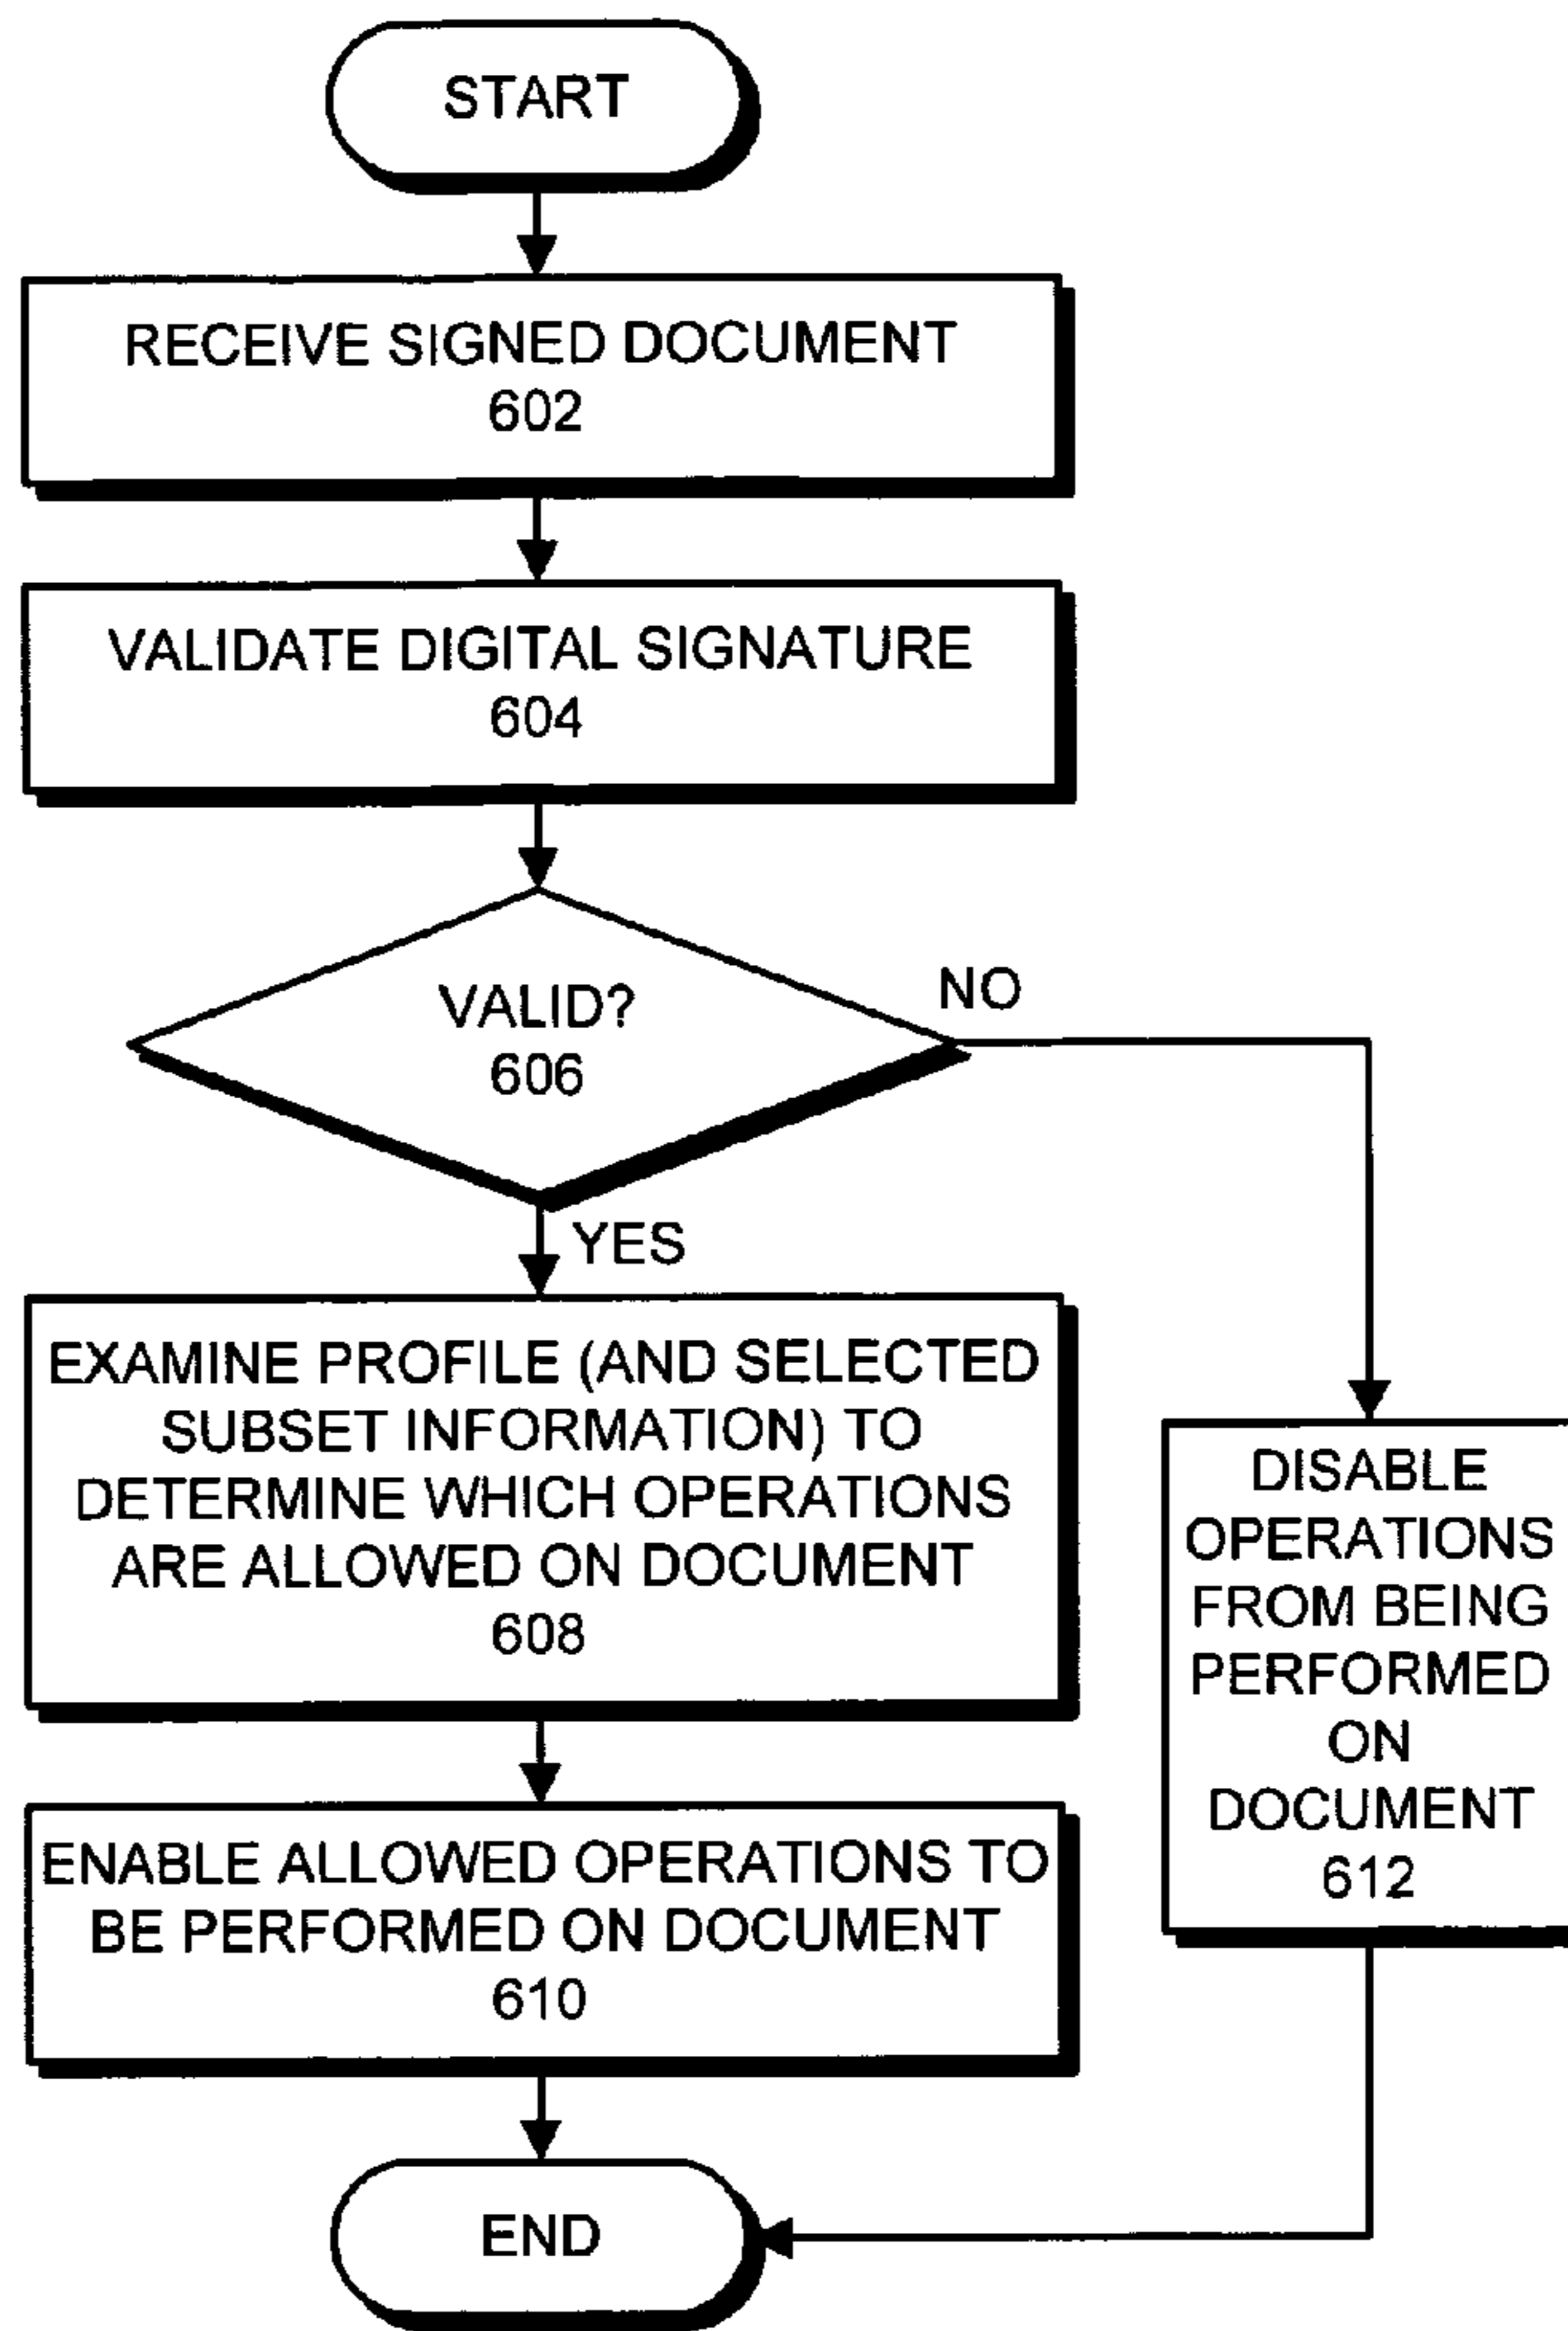 START
RECEIVE SIGNED DOCUMENT
602
VALIDATE DIGITAL SIGNATURE
604
VALID?
606
NO
YES
EXAMINE PROFILE (AND SELECTED
SUBSET INFORMATION) TO
DETERMINE WHICH OPERATIONS
ARE ALLOWED ON DOCUMENT
608
ENABLE ALLOWED OPERATIONS TO
BE PERFORMED ON DOCUMENT
610
DISABLE
OPERATIONS
FROM BEING
PERFORMED
ON
DOCUMENT
612
END